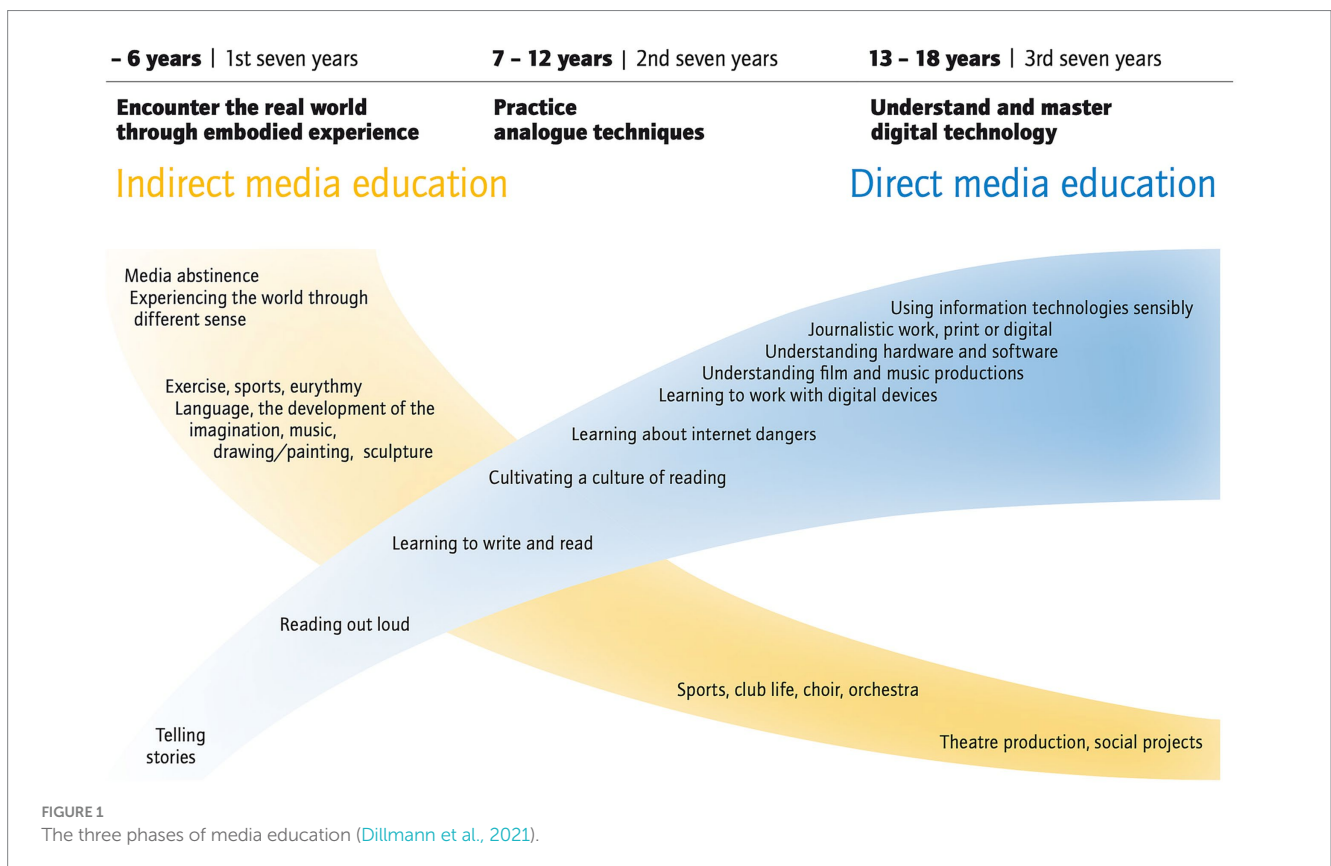 – 6 years | 1st seven years
7 – 12 years | 2nd seven years
13 – 18 years | 3rd seven years
Encounter the real world
through embodied experience
Practice
analogue techniques
Understand and master
digital technology
Indirect media education
Direct media education
Media abstinence
Experiencing the world through
different sense
Exercise, sports, eurythmy
Language, the development of the
imagination, music,
drawing/painting, sculpture
Using information technologies sensibly
Journalistic work, print or digital
Understanding hardware and software
Understanding film and music productions
Learning to work with digital devices
Learning about internet dangers
Cultivating a culture of reading
Learning to write and read
Reading out loud
Telling
stories
Sports, club life, choir, orchestra
Theatre production, social projects
FIGURE 1
The three phases of media education (Dillmann et al., 2021).